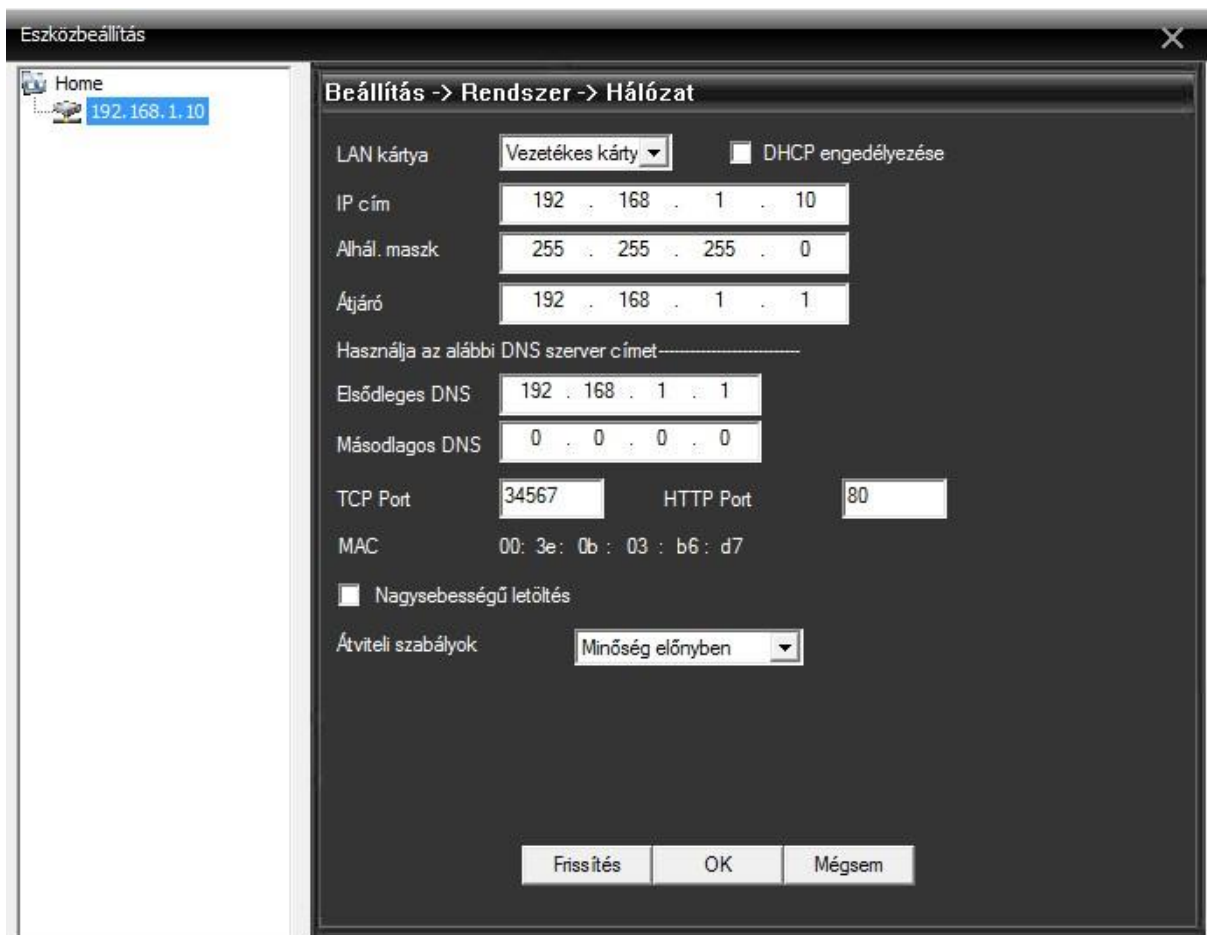 Eszközbeállítás
Home
192.168.1.10
Beállítás -> Rendszer -> Hálózat
LAN kártya Vezetékes kárty DHCP engedélyezése
IP cím 192 . 168 . 1 . 10
Alhál. maszk 255 . 255 . 255 . 0
Átjáró 192 . 168 . 1 . 1
Használja az alábbi DNS szerver címet---------------------------
Elsődleges DNS 192 . 168 . 1 . 1
Másodlagos DNS 0 . 0 . 0 . 0
TCP Port 34567 HTTP Port 80
MAC 00: 3e: 0b : 03 : b6 : d7
Nagysebességű letöltés
Átviteli szabályok Minőség előnyben
Frissítés OK Mégsem